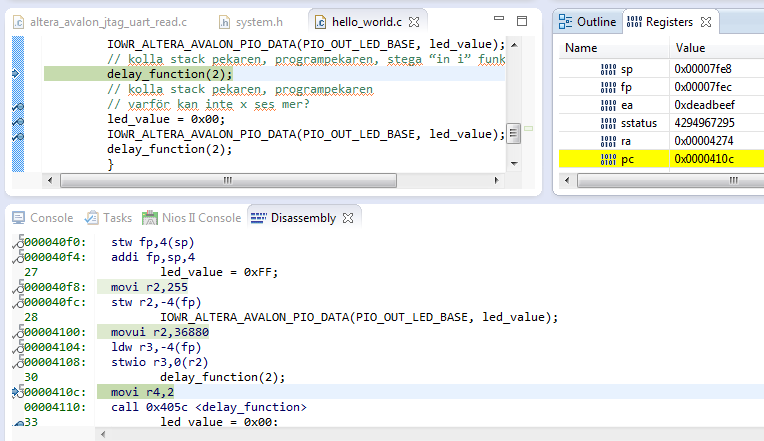 altera_avalon_jtag_uart_read.c
system.h
hello_world.c
IOWR_ALTERA_AVALON_PIO_DATA(PIO_OUT_LED_BASE, led_value);
// kolla stack pekaren, programpekaren, stega “in i” funk
delay_function(2);
// kolla stack pekaren, programpekaren
// varför kan inte x ses mer?
led_value = 0x00;
IOWR_ALTERA_AVALON_PIO_DATA(PIO_OUT_LED_BASE, led_value);
delay_function(2);
}
Outline
Registers
Name Value
sp 0x00007fe8
fp 0x00007fec
ea 0xdeadbeef
sstatus 4294967295
ra 0x00004274
pc 0x0000410c
Console
Tasks
Nios II Console
Disassembly
000040f0: stw fp,4(sp)
000040f4: addi fp,sp,4
27 led_value = 0xFF;
000040f8: movi r2,255
000040fc: stw r2,-4(fp)
28 IOWR_ALTERA_AVALON_PIO_DATA(PIO_OUT_LED_BASE, led_value);
00004100: movui r2,36880
00004104: ldw r3,-4(fp)
00004108: stwio r3,0(r2)
30 delay_function(2);
0000410c: movi r4,2
00004110: call 0x405c <delay_function>
33 led_value = 0x00: